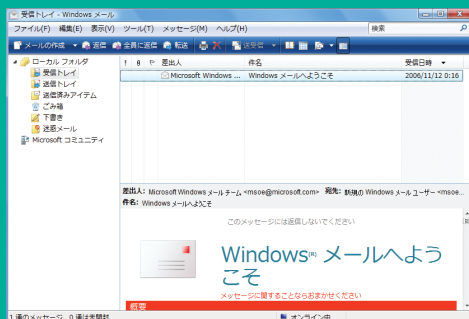 受信トレイ - Windows メール
ファイル(F) 編集(E) 表示(V) ツール(T) メッセージ(M) ヘルプ(H)
検索
メールの作成 返信 全員に返信 転送 送受信
ローカル フォルダ
受信トレイ
送信トレイ
送信済みアイテム
ごみ箱
下書き
迷惑メール
Microsoft コミュニティ
! 差出人 件名 受信日時
Microsoft Windows ... Windows メールへようこそ 2006/11/12 0:16
差出人: Microsoft Windows メール チーム <msoe@microsoft.com> 宛先: 新規の Windows メール ユーザー <msoe...
件名: Windows メールへようこそ
このメッセージには返信しないでください
Windows® メールへよう
こそ
メッセージに関することならおまかせください
概要
1 通のメッセージ、0 通は未開封
オンライン中